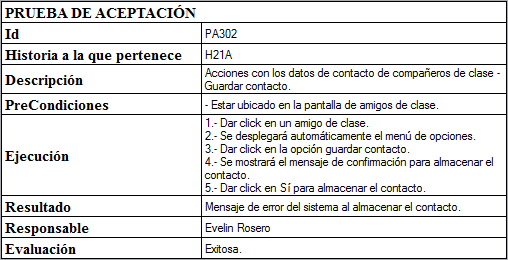 PRUEBA DE ACEPTACIÓN
Id PA302
Historia a la que pertenece H21A
Descripción Acciones con los datos de contacto de compañeros de clase -
Guardar contacto.
PreCondiciones - Estar ubicado en la pantalla de amigos de clase.
Ejecución
1.- Dar click en un amigo de clase.
2.- Se desplegará automáticamente el menú de opciones.
3.- Dar click en la opción guardar contacto.
4.- Se mostrará el mensaje de confirmación para almacenar el
contacto.
5.- Dar click en Sí para almacenar el contacto.
Resultado Mensaje de error del sistema al almacenar el contacto.
Responsable Evelin Rosero
Evaluación Exitosa.